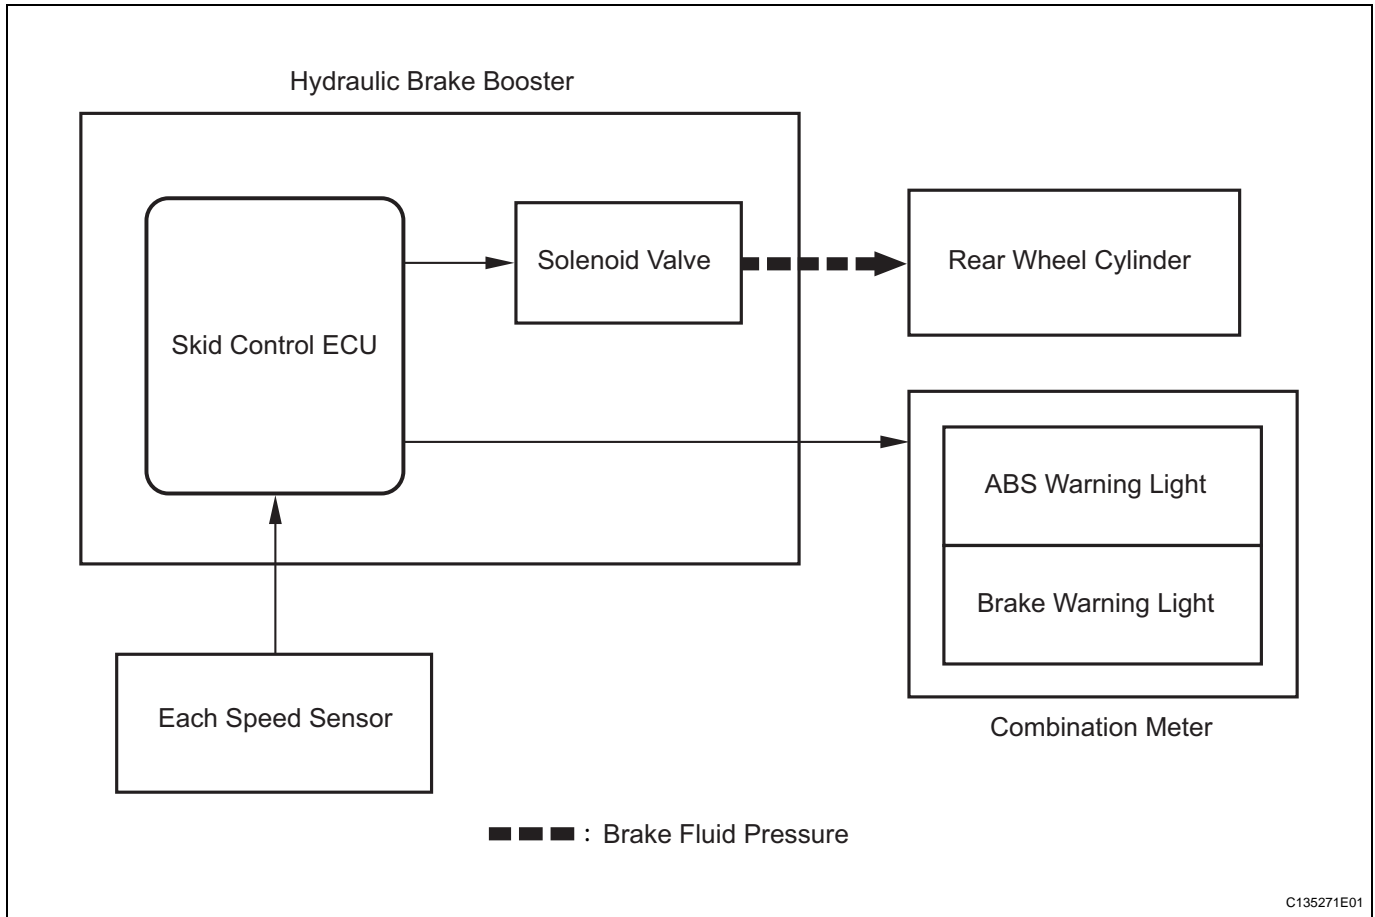 Hydraulic Brake Booster
Skid Control ECU
Solenoid Valve
Rear Wheel Cylinder
ABS Warning Light
Brake Warning Light
Combination Meter
Each Speed Sensor
: Brake Fluid Pressure
C135271E01